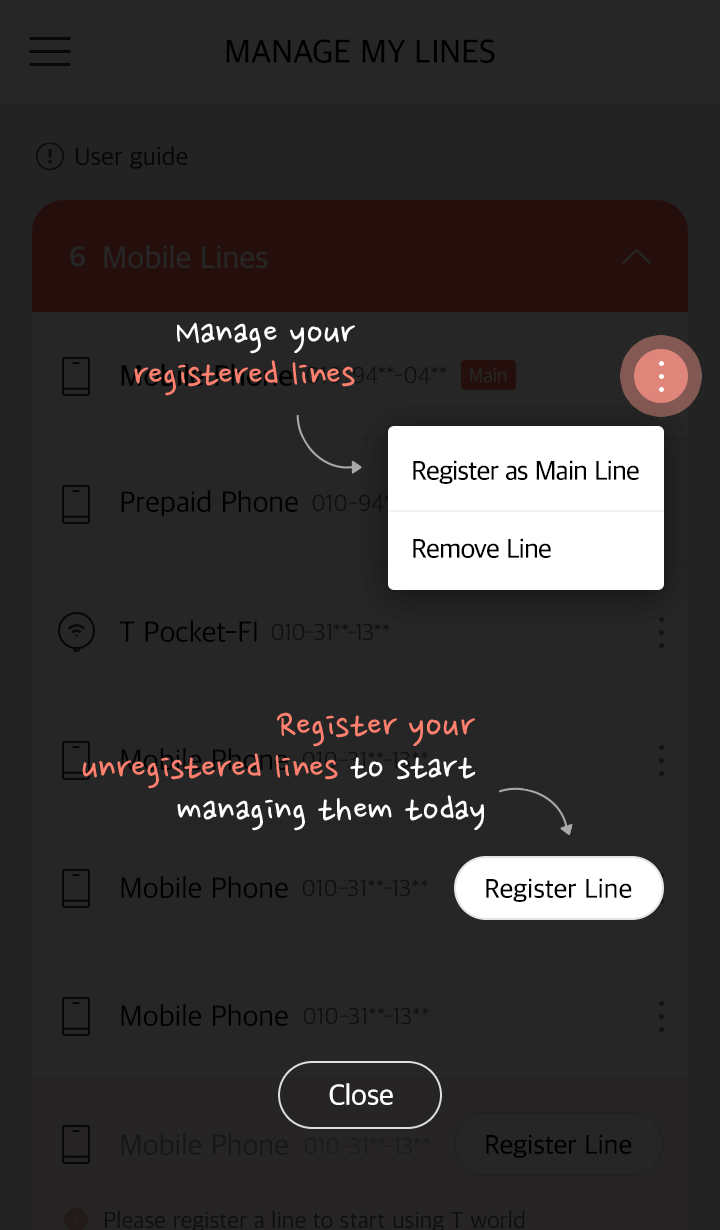 MANAGE MY LINES
User guide
6 Mobile Lines
Manage your
registered lines
Mobile Phone 94**-04** Main
Register as Main Line
Prepaid Phone 010-94*
Remove Line
T Pocket-FI 010-31**-13**
Register your
Mobile Phone 010-31**-13**
unregistered lines to start
managing them today
Mobile Phone 010-31**-13** Register Line
Mobile Phone 010-31**-13**
Close
Mobile Phone 010-31**-13** Register Line
Please register a line to start using T world